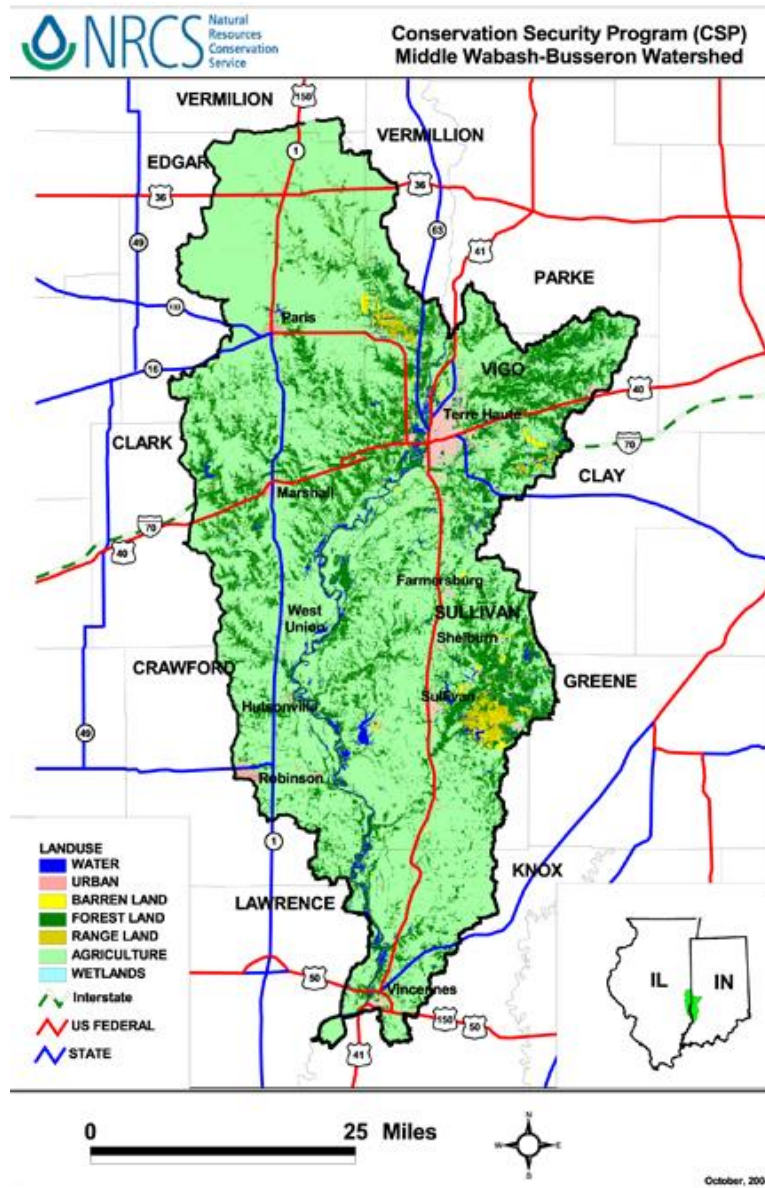 NRCS
Natural
Resources
Conservation
Service
Conservation Security Program (CSP)
Middle Wabash-Busseron Watershed
VERMILION
150
VERMILLION
EDGAR
1
36
36
49
63
41
PARKE
Paris
16
VIGO
40
Terre Haute
70
CLARK
CLAY
Marshall
70
40
Farmersburg
West
Union
SULLIVAN
Shelburn
CRAWFORD
GREENE
Sullivan
Hutsonville
49
Robinson
1
KNOX
LAWRENCE
50
Vincennes
150
50
41
LANDUSE
WATER
URBAN
BARREN LAND
FOREST LAND
RANGE LAND
AGRICULTURE
WETLANDS
Interstate
US FEDERAL
STATE
IL
IN
0
25 Miles
N
W
E
S
October,